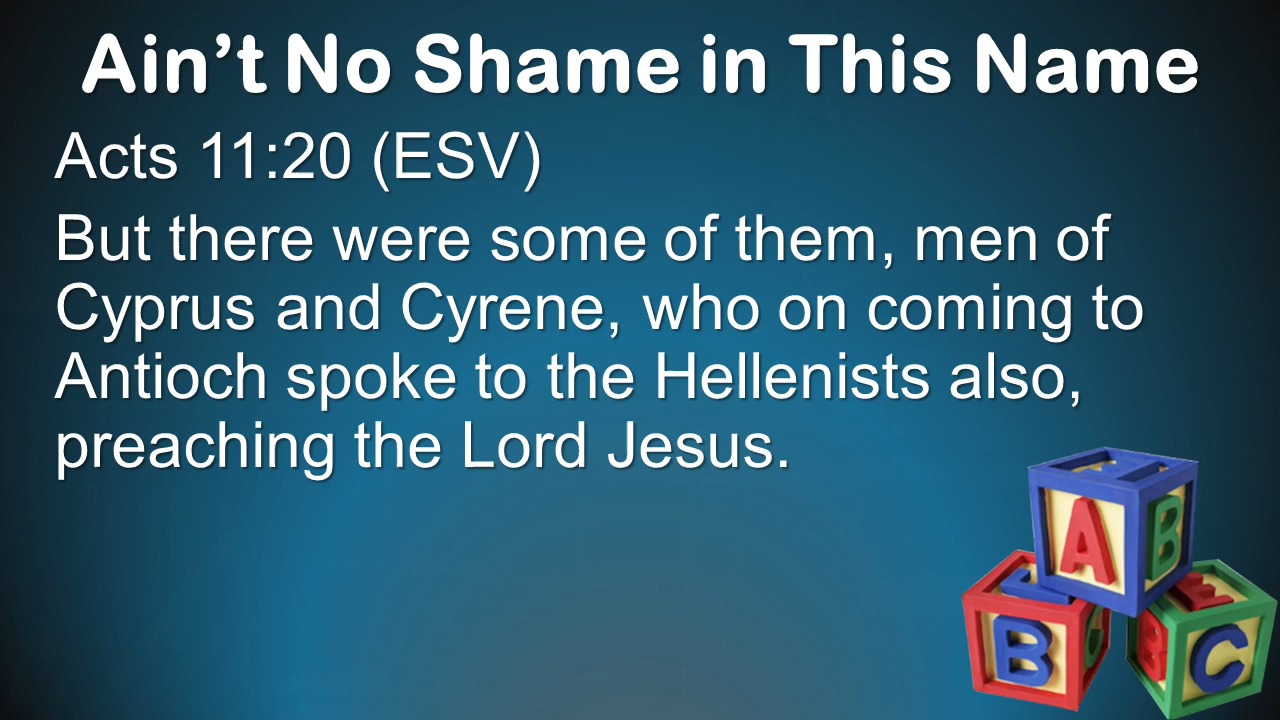 Ain’t No Shame in This Name
Acts 11:20 (ESV)
But there were some of them, men of
Cyprus and Cyrene, who on coming to
Antioch spoke to the Hellenists also,
preaching the Lord Jesus.
A B
B C
B E C